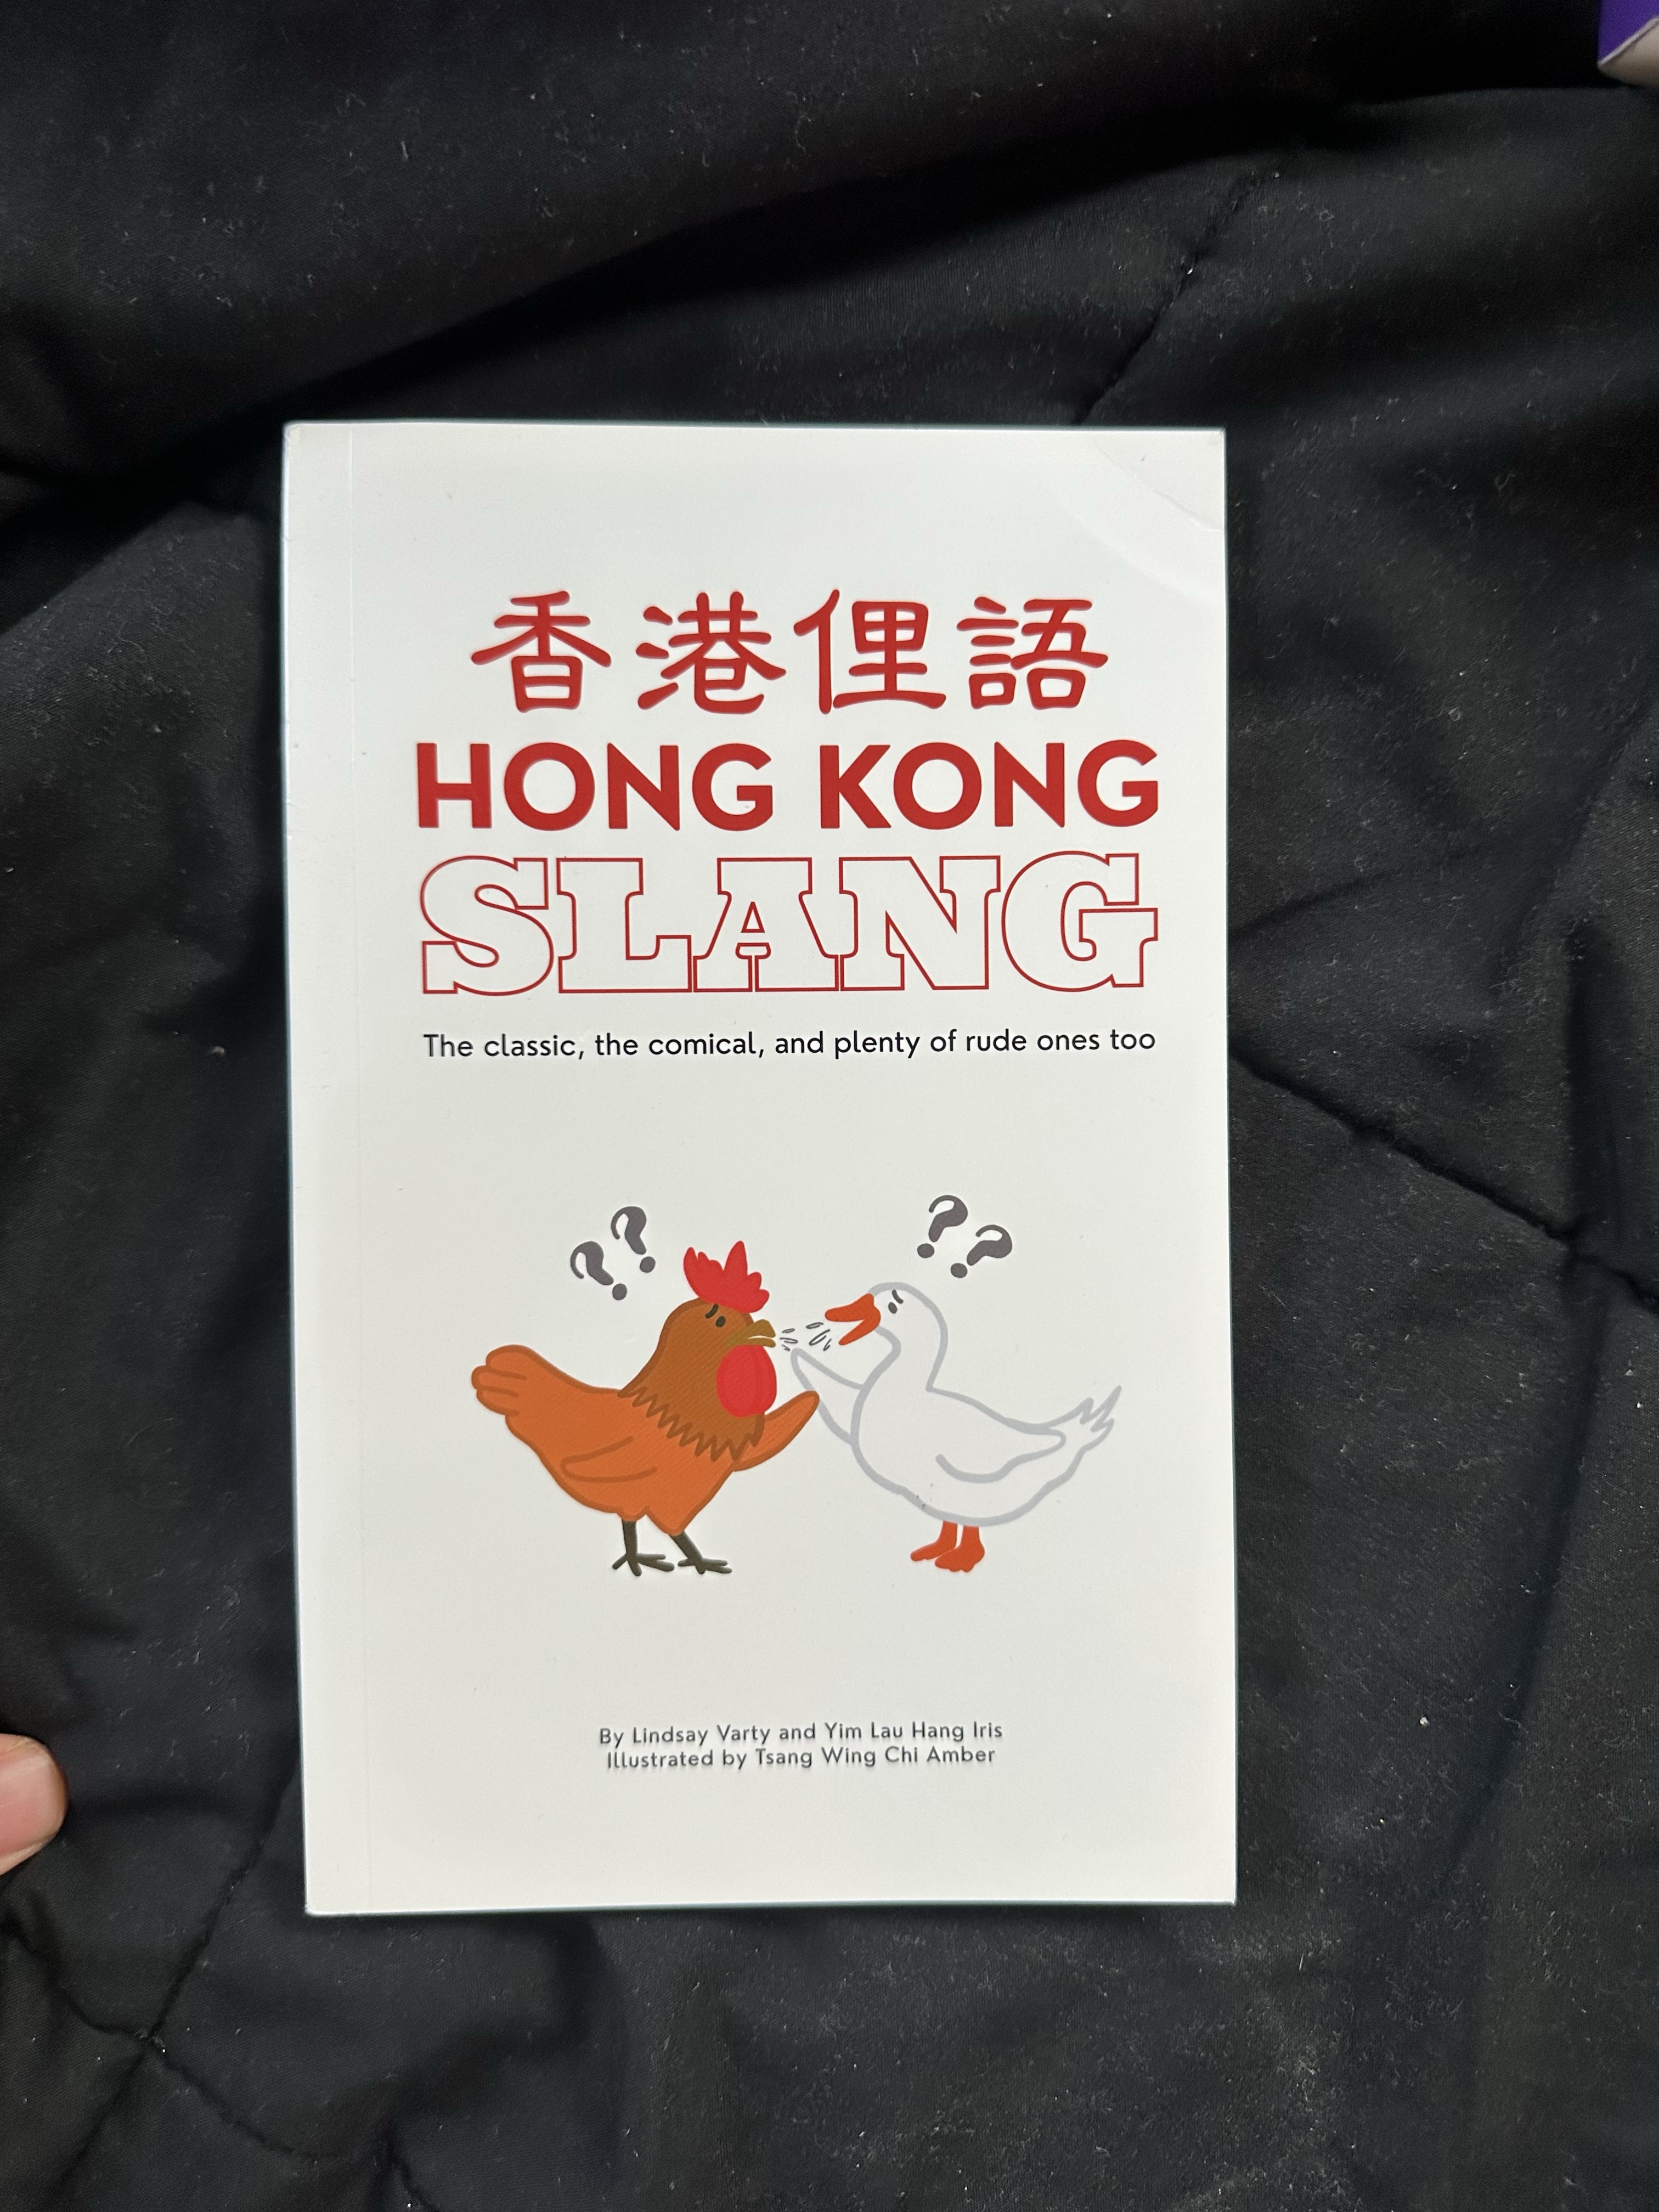 香港俚語
HONG KONG
SLANG
The classic, the comical, and plenty of rude ones too
??
??
By Lindsay Varty and Yim Lau Hang Iris
Illustrated by Tsang Wing Chi Amber